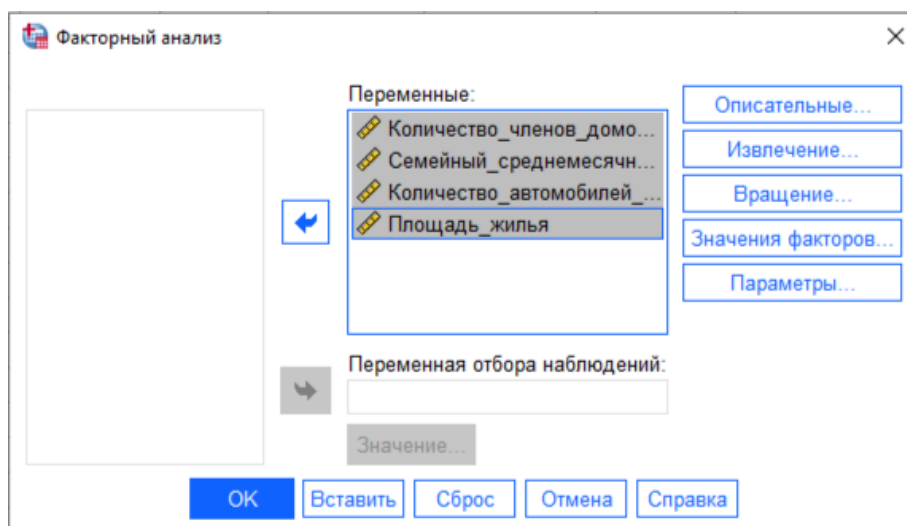 Факторный анализ
Переменные:
Количество_членов_домо...
Семейный_среднемесячн...
Количество_автомобилей_...
Площадь_жилья
Описательные...
Извлечение...
Вращение...
Значения факторов...
Параметры...
Переменная отбора наблюдений:
Значение...
OK
Вставить
Сброс
Отмена
Справка